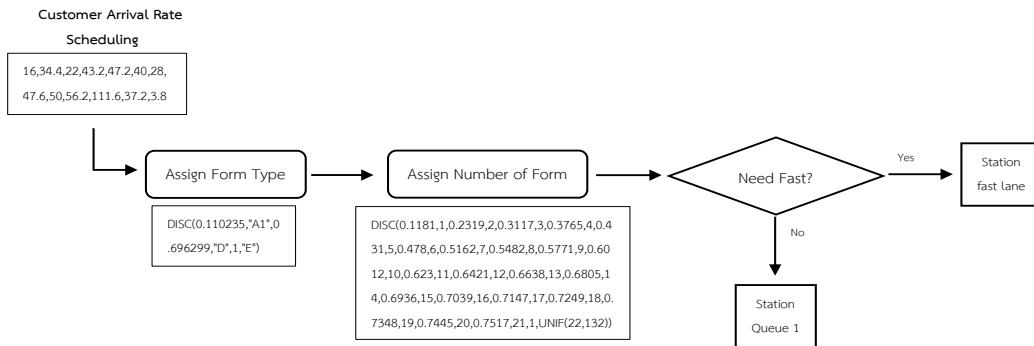 Customer Arrival Rate
Scheduling
16,34.4,22,43.2,47.2,40,28,
47.6,50,56.2,111.6,37.2,3.8
Assign Form Type
DISC(0.110235,"A1",0
.696299,"D",1,"E")
Assign Number of Form
DISC(0.1181,1,0.2319,2,0.3117,3,0.3765,4,0.4
31,5,0.478,6,0.5162,7,0.5482,8,0.5771,9,0.60
12,10,0.623,11,0.6421,12,0.6638,13,0.6805,1
4,0.6936,15,0.7039,16,0.7147,17,0.7249,18,0.
7348,19,0.7445,20,0.7517,21,1,UNIF(22,132))
Need Fast?
Yes
Station
fast lane
No
Station
Queue 1